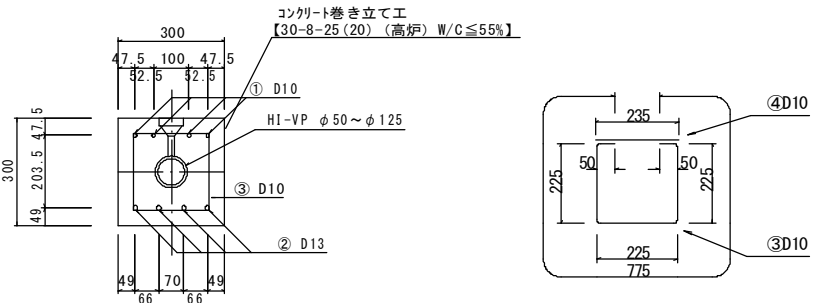 コンクリート巻き立て工
【30-8-25(20) (高炉) W/C≦55%】
300
47.5 100 47.5
52.5 52.5
① D10
HI-VP φ50~φ125
47.5
300
203.5
49
③ D10
② D13
49 70 49
66 66
④D10
235
50 50
225 225
③D10
225
775